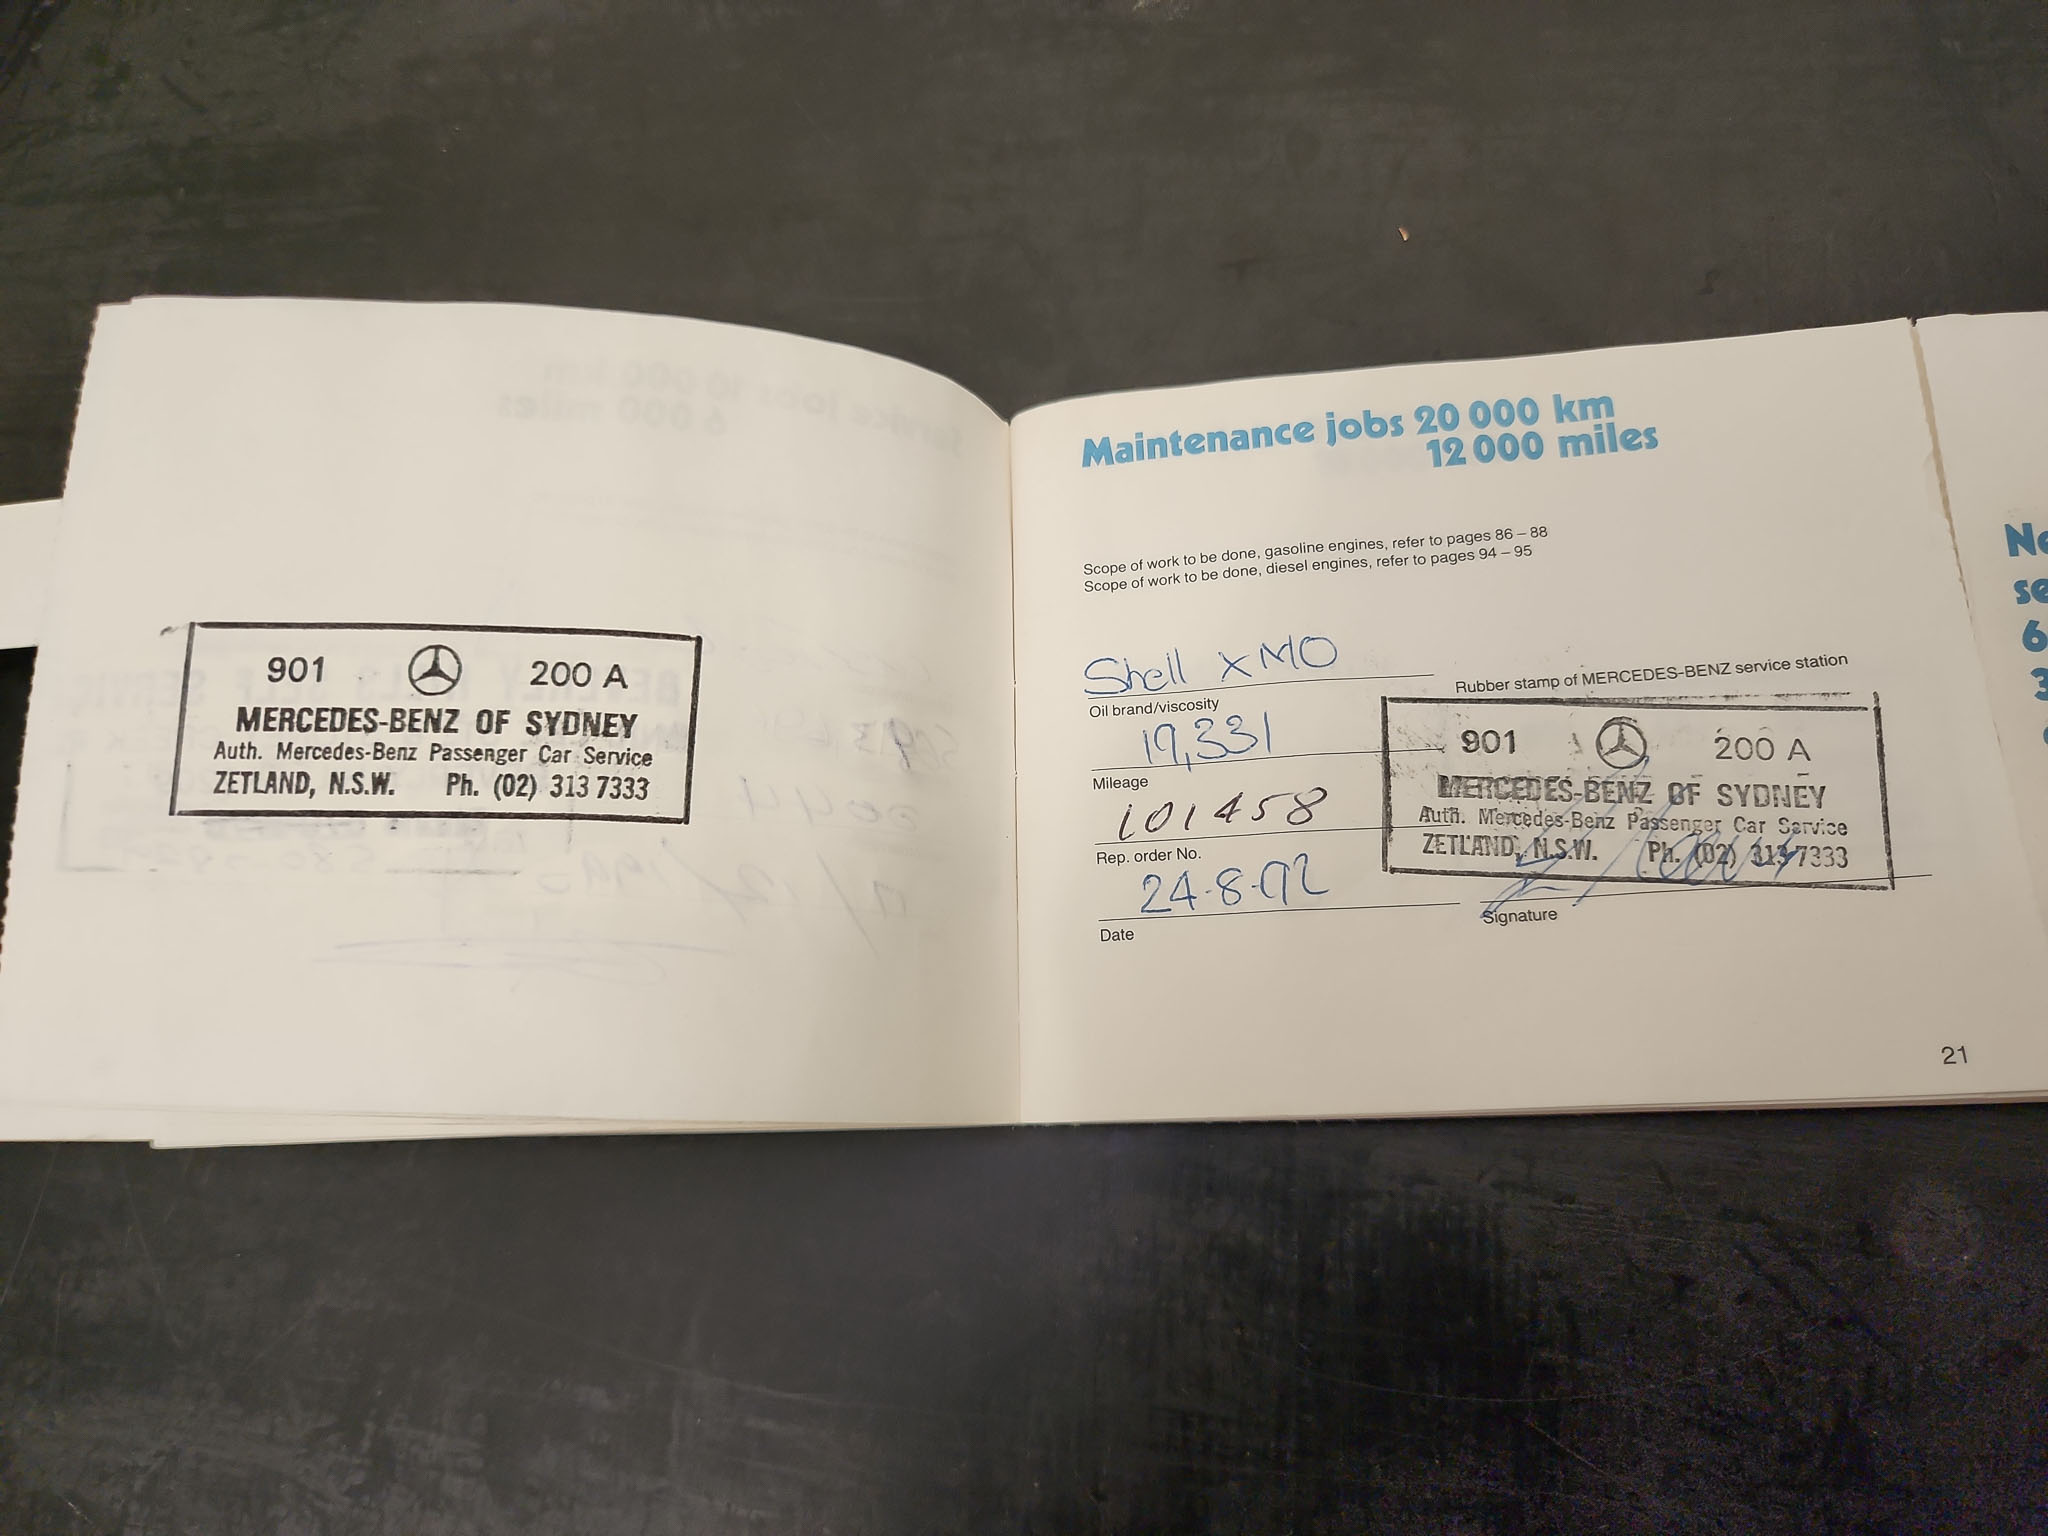 901 200 A
MERCEDES-BENZ OF SYDNEY
Auth. Mercedes-Benz Passenger Car Service
ZETLAND, N.S.W. Ph. (02) 313 7333
Maintenance jobs 20 000 km
12 000 miles
Scope of work to be done, gasoline engines, refer to pages 86 – 88
Scope of work to be done, diesel engines, refer to pages 94 – 95
Shell XMO
Oil brand/viscosity
19,331
Mileage
101458
Rep. order No.
24-8-92
Date
Rubber stamp of MERCEDES-BENZ service station
901 200 A
MERCEDES-BENZ OF SYDNEY
Auth. Mercedes-Benz Passenger Car Service
ZETLAND, N.S.W. Ph. (02) 313 7333
Signature
21